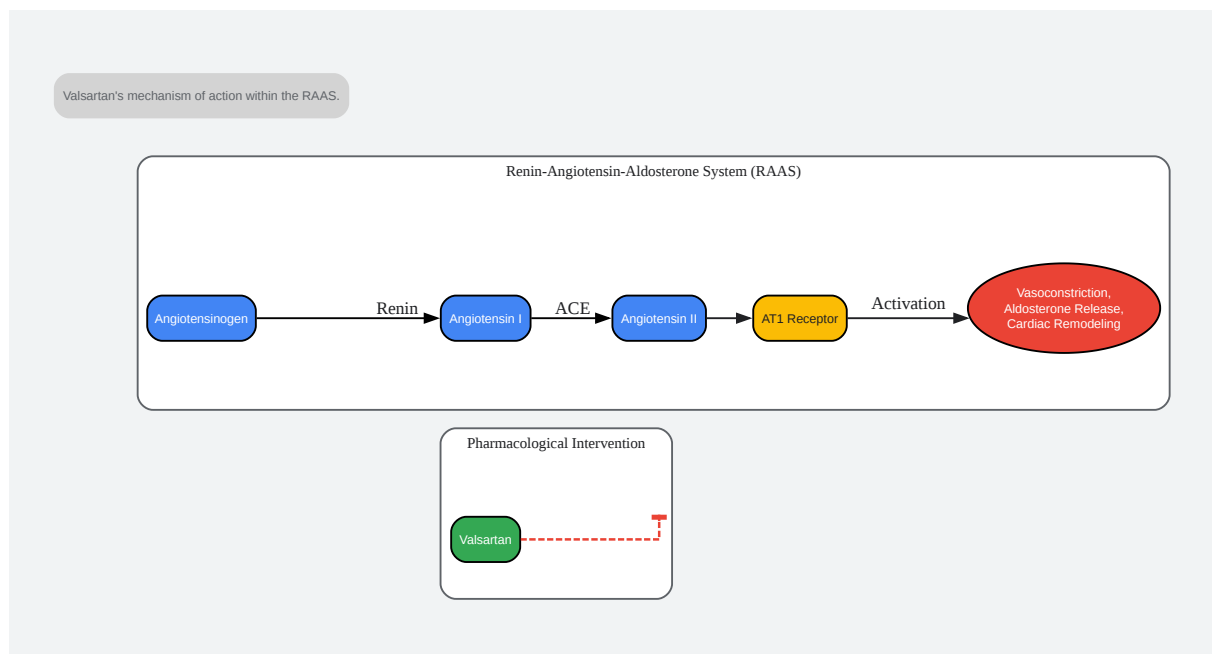 Valsartan's mechanism of action within the RAAS.
Renin-Angiotensin-Aldosterone System (RAAS)
Angiotensinogen
Renin
Angiotensin I
ACE
Angiotensin II
AT1 Receptor
Activation
Vasoconstriction,
Aldosterone Release,
Cardiac Remodeling
Pharmacological Intervention
Valsartan